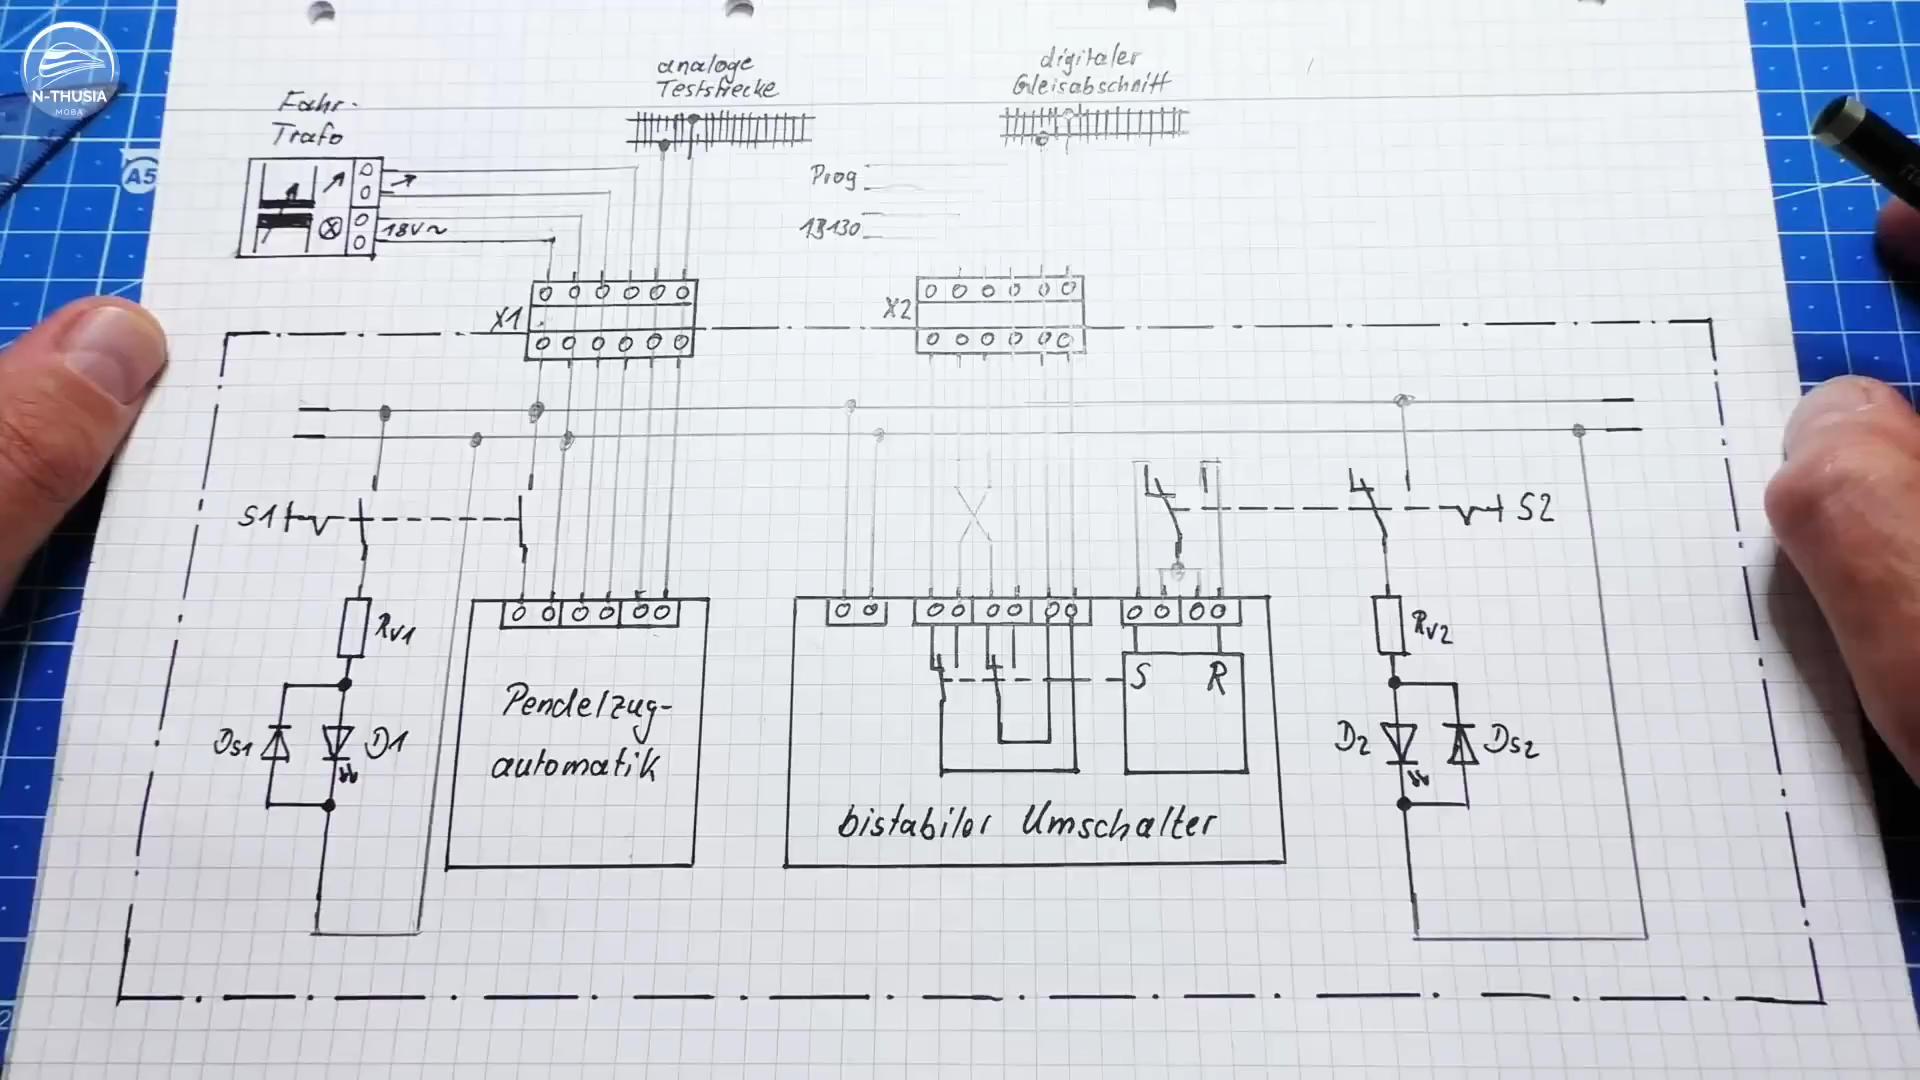 N-THUSIA
MOBA
A5
Fahr-
Trafo
analoge
Teststrecke
digitaler
Gleisabschnitt
Prog
1B130
18V~
X1
X2
S1
S2
Rv1
Rv2
Ds1
D1
Pendelzug-
automatik
S
R
bistabiler Umschalter
D2
Ds2